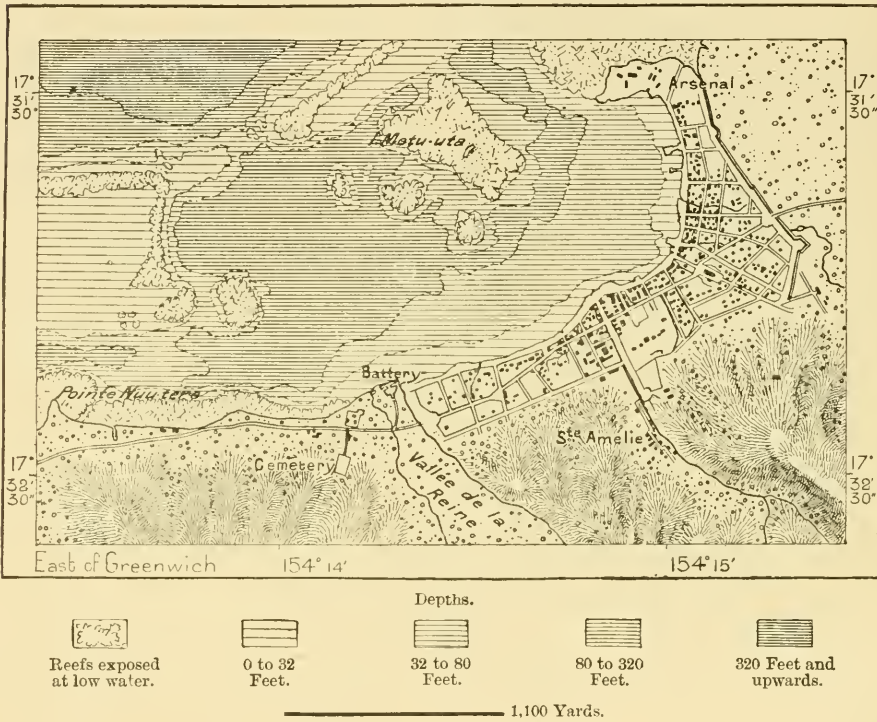 17°
31'
30"
17°
31'
30"
Arsenal
I. Motu-uta
Battery
Pointe Nuutere
Ste Amelie
Cemetery
Vallée de la
Reine
17°
32'
30"
17°
32'
30"
East of Greenwich 154° 14' 154° 15'
Depths.
Reefs exposed
at low water.
0 to 32
Feet.
32 to 80
Feet.
80 to 320
Feet.
320 Feet and
upwards.
1,100 Yards.